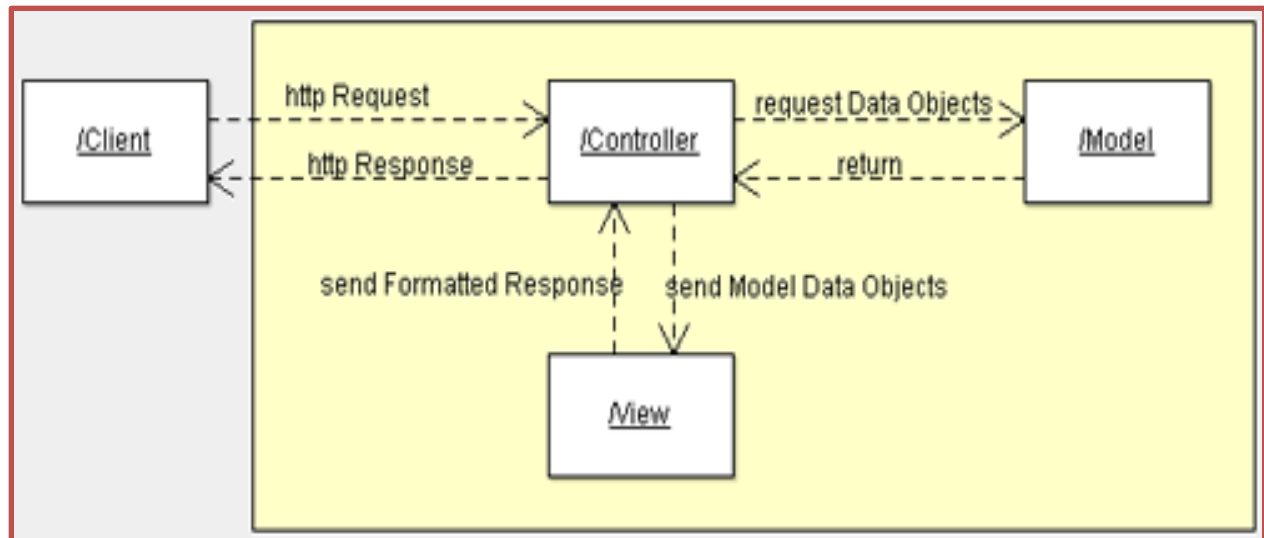 http Request
request Data Objects
/Client
/Controller
/Model
http Response
return
send Formatted Response
send Model Data Objects
/View